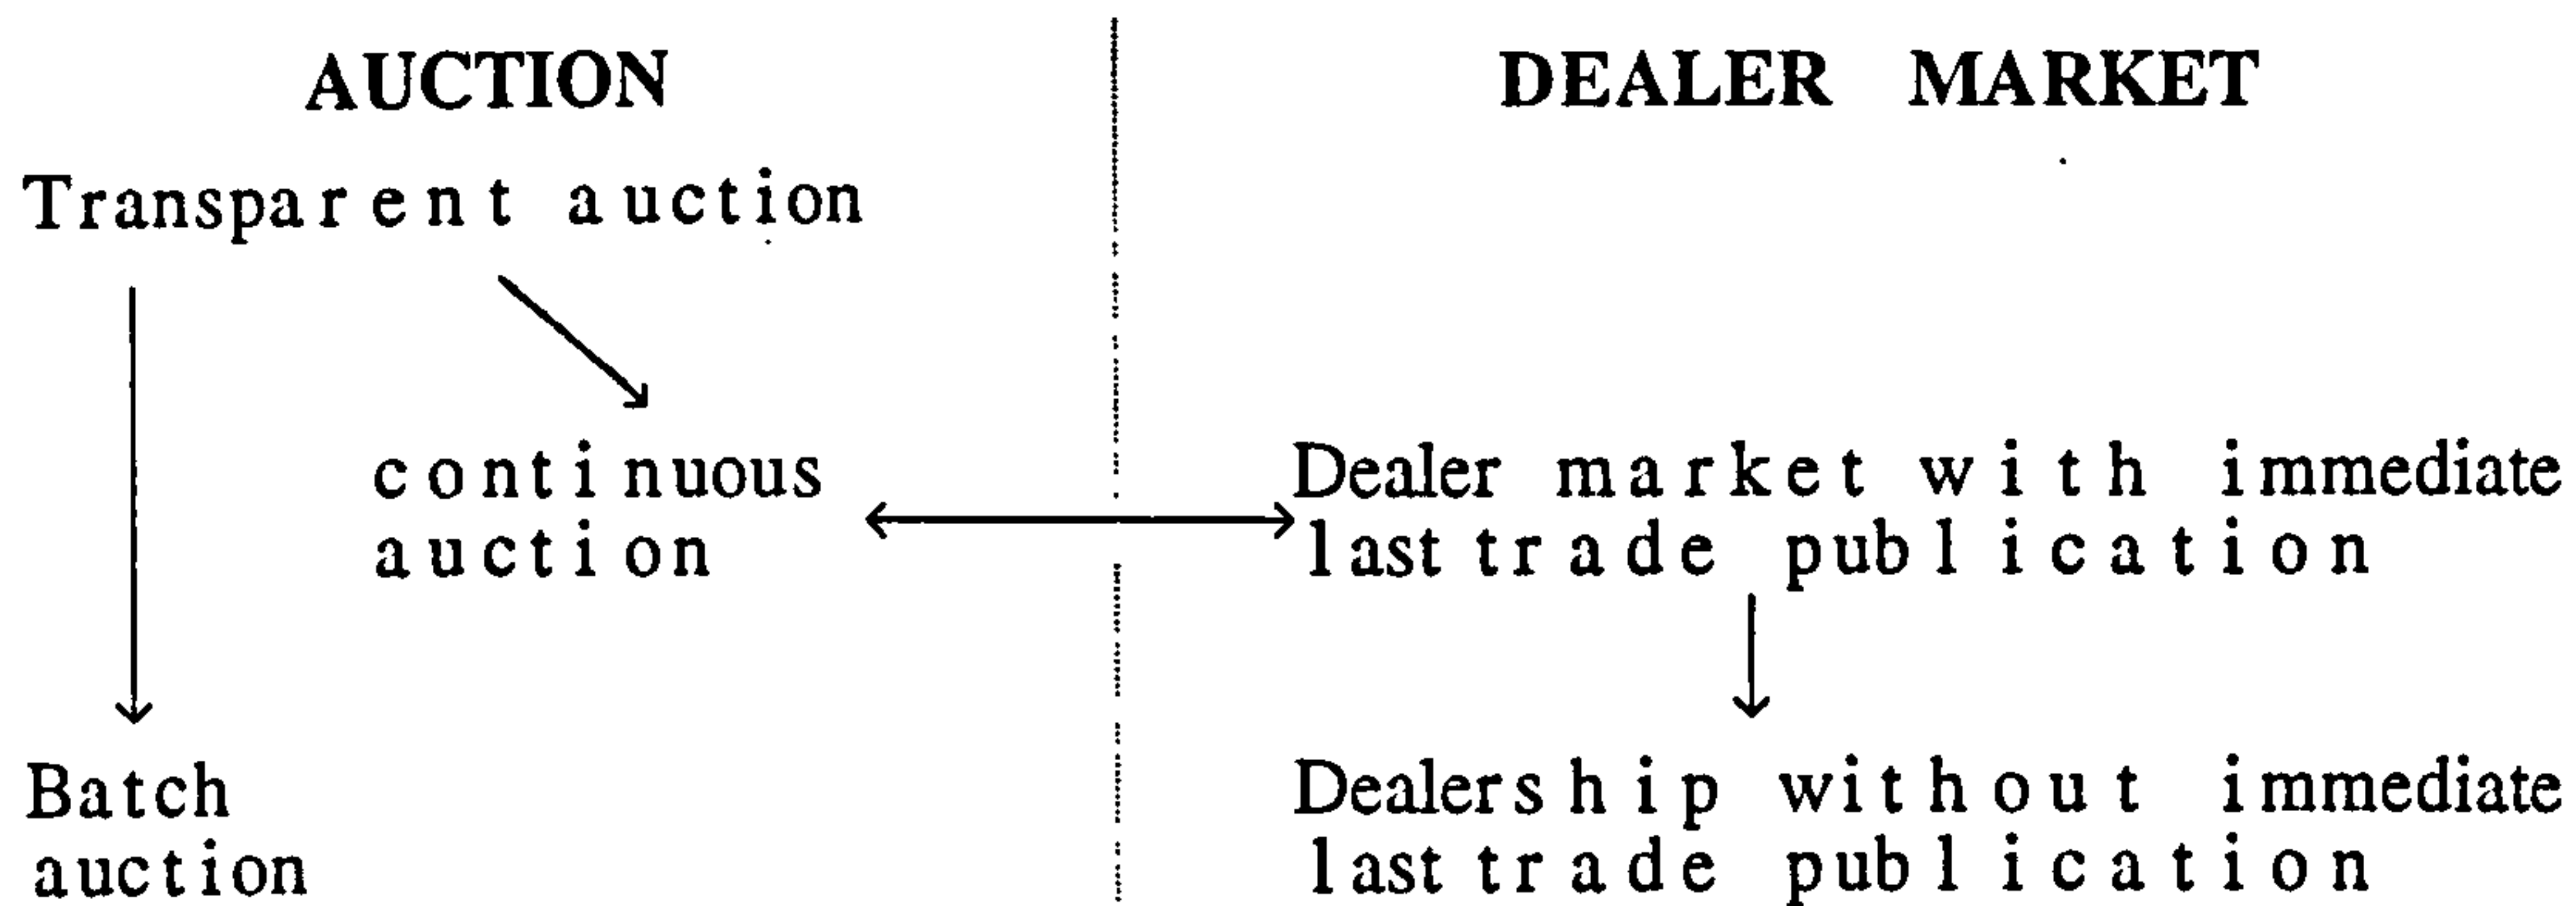 AUCTION
DEALER MARKET
Transparent auction
continuous
auction
Dealer market with immediate
last trade publication
Batch
auction
Dealership without immediate
last trade publication